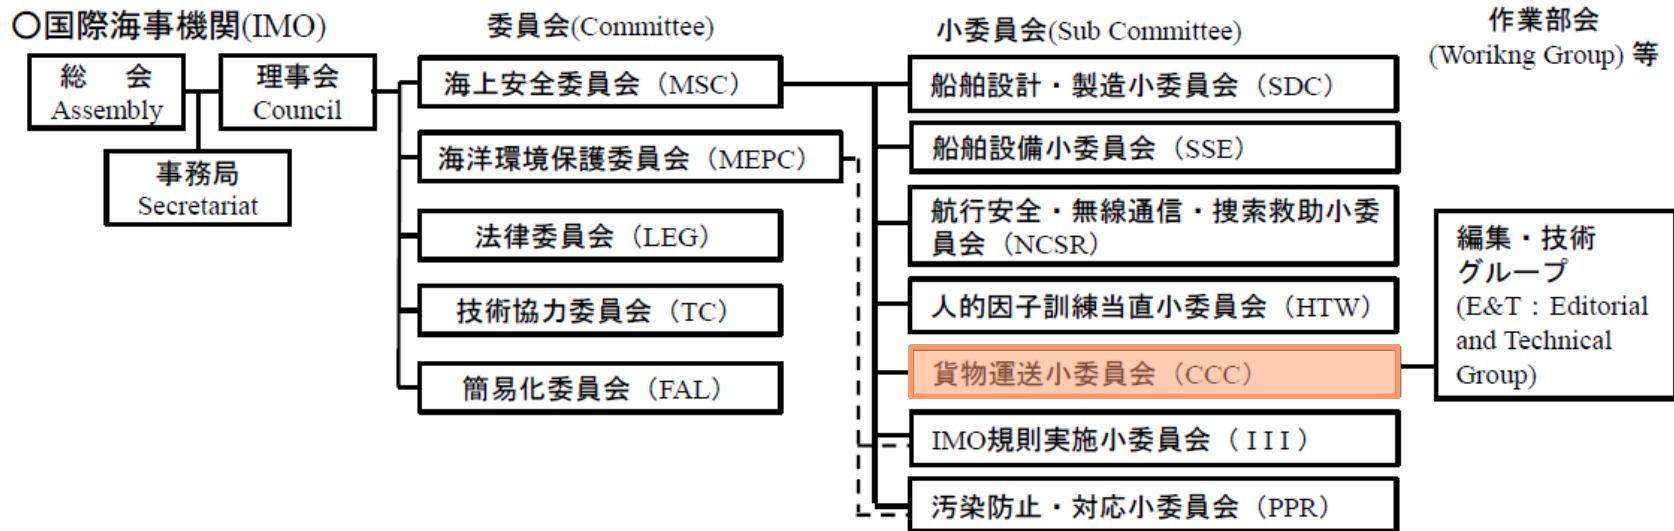 〇国際海事機関(IMO)
委員会(Committee)
小委員会(Sub Committee)
作業部会
(Worikng Group) 等
総 会
Assembly
理事会
Council
事務局
Secretariat
海上安全委員会（MSC）
海洋環境保護委員会（MEPC）
法律委員会（LEG）
技術協力委員会（TC）
簡易化委員会（FAL）
船舶設計・製造小委員会（SDC）
船舶設備小委員会（SSE）
航行安全・無線通信・捜索救助小委
員会（NCSR）
人的因子訓練当直小委員会（HTW）
貨物運送小委員会（CCC）
IMO規則実施小委員会（III）
汚染防止・対応小委員会（PPR）
編集・技術
グループ
(E&T：Editorial
and Technical
Group)